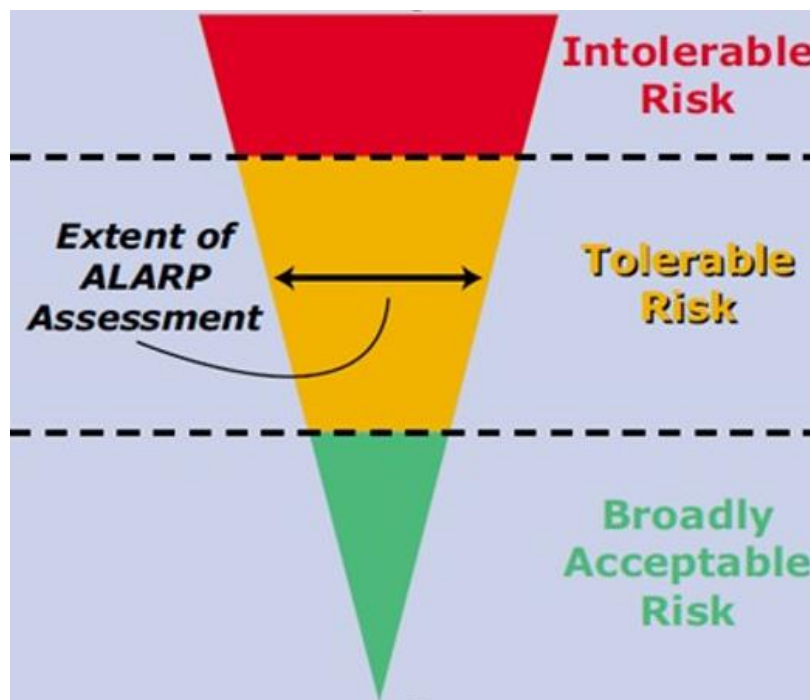 Intolerable
Risk
Extent of
ALARP
Assessment
Tolerable
Risk
Broadly
Acceptable
Risk